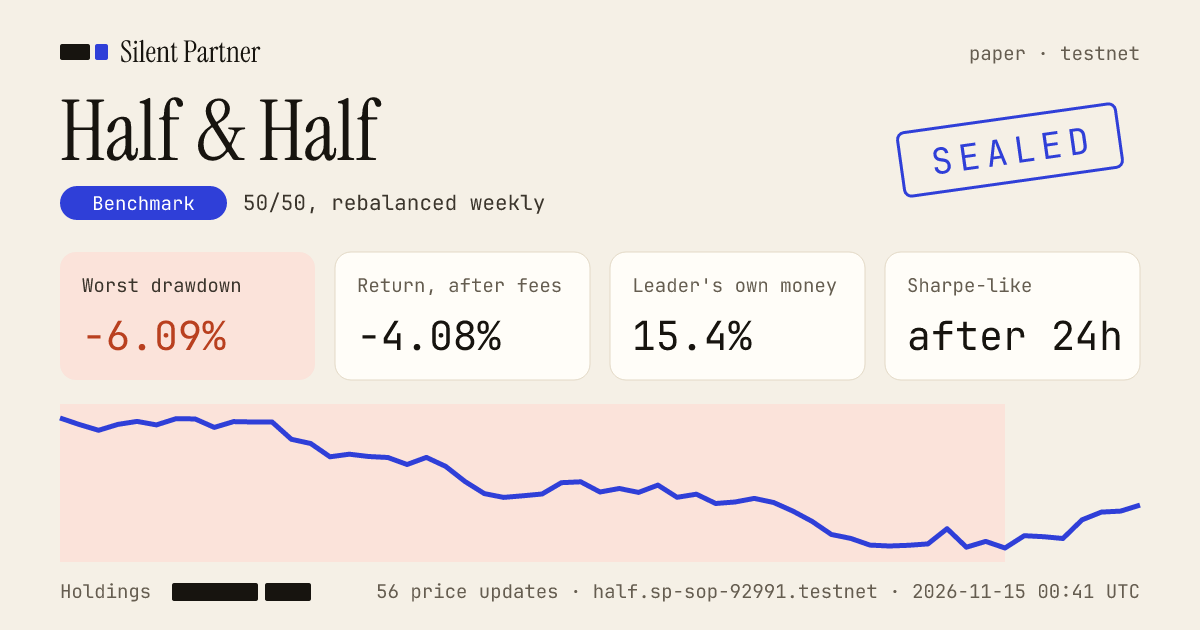 Silent Partner
paper · testnet
Half & Half
SEALED
Benchmark
50/50, rebalanced weekly
Worst drawdown
-6.09%
Return, after fees
-4.08%
Leader's own money
15.4%
Sharpe-like
after 24h
Holdings
56 price updates · half.sp-sop-92991.testnet · 2026-11-15 00:41 UTC